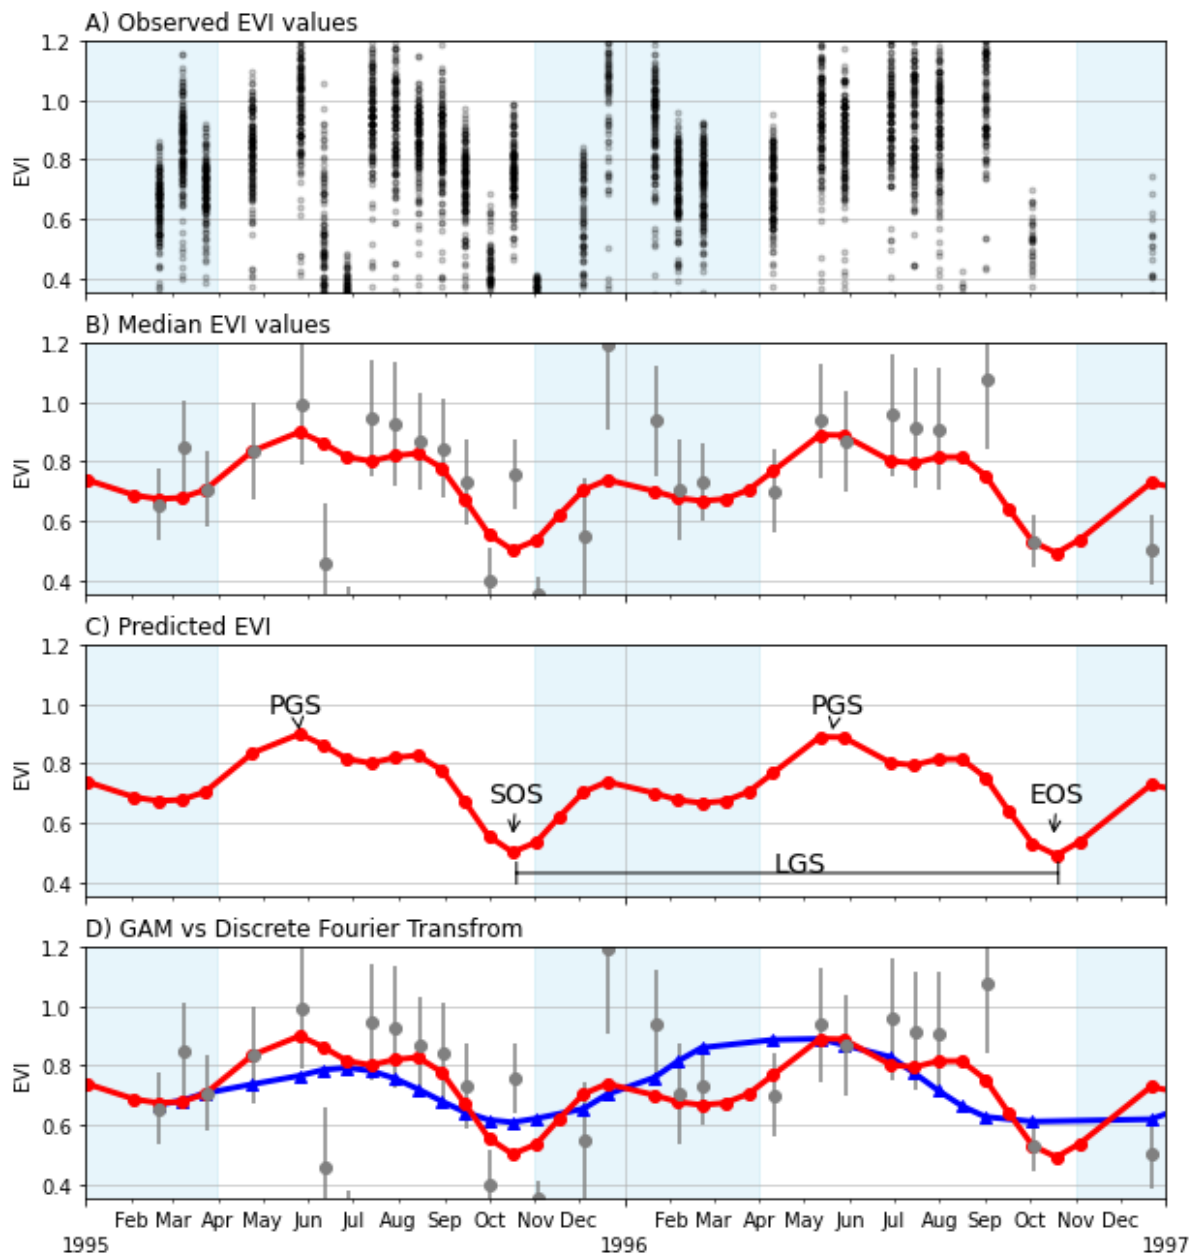 A) Observed EVI values
1.2
1.0
0.8
0.6
0.4
EVI
B) Median EVI values
1.2
1.0
0.8
0.6
0.4
EVI
C) Predicted EVI
1.2
1.0
0.8
0.6
0.4
EVI
PGS
PGS
SOS
EOS
LGS
D) GAM vs Discrete Fourier Transfrom
1.2
1.0
0.8
0.6
0.4
EVI
Feb Mar Apr May Jun Jul Aug Sep Oct Nov Dec Feb Mar Apr May Jun Jul Aug Sep Oct Nov Dec
1995 1996 1997